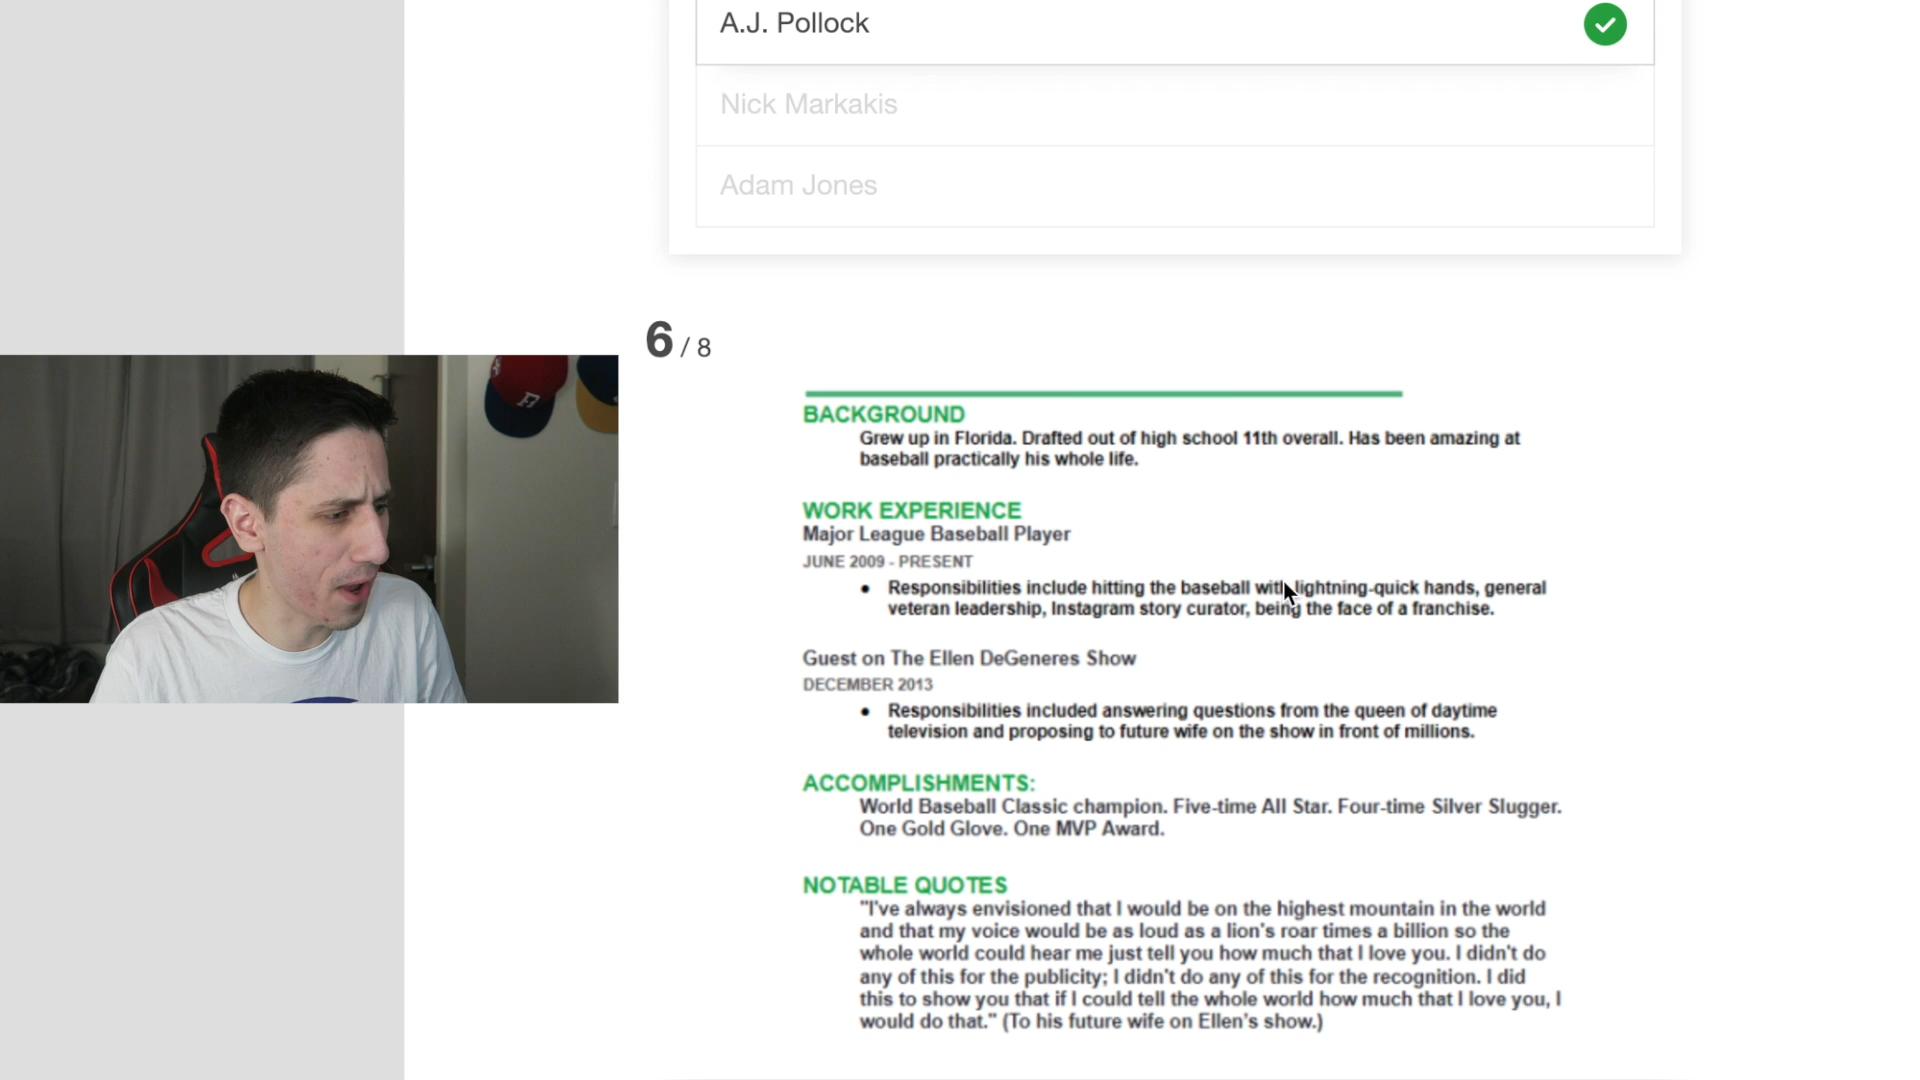 A.J. Pollock
Nick Markakis
Adam Jones
6 / 8
BACKGROUND
Grew up in Florida. Drafted out of high school 11th overall. Has been amazing at
baseball practically his whole life.
WORK EXPERIENCE
Major League Baseball Player
JUNE 2009 - PRESENT
● Responsibilities include hitting the baseball with lightning-quick hands, general
veteran leadership, Instagram story curator, being the face of a franchise.
Guest on The Ellen DeGeneres Show
DECEMBER 2013
● Responsibilities included answering questions from the queen of daytime
television and proposing to future wife on the show in front of millions.
ACCOMPLISHMENTS:
World Baseball Classic champion. Five-time All Star. Four-time Silver Slugger.
One Gold Glove. One MVP Award.
NOTABLE QUOTES
"I've always envisioned that I would be on the highest mountain in the world
and that my voice would be as loud as a lion's roar times a billion so the
whole world could hear me just tell you how much that I love you. I didn't do
any of this for the publicity; I didn't do any of this for the recognition. I did
this to show you that if I could tell the whole world how much that I love you, I
would do that." (To his future wife on Ellen's show.)